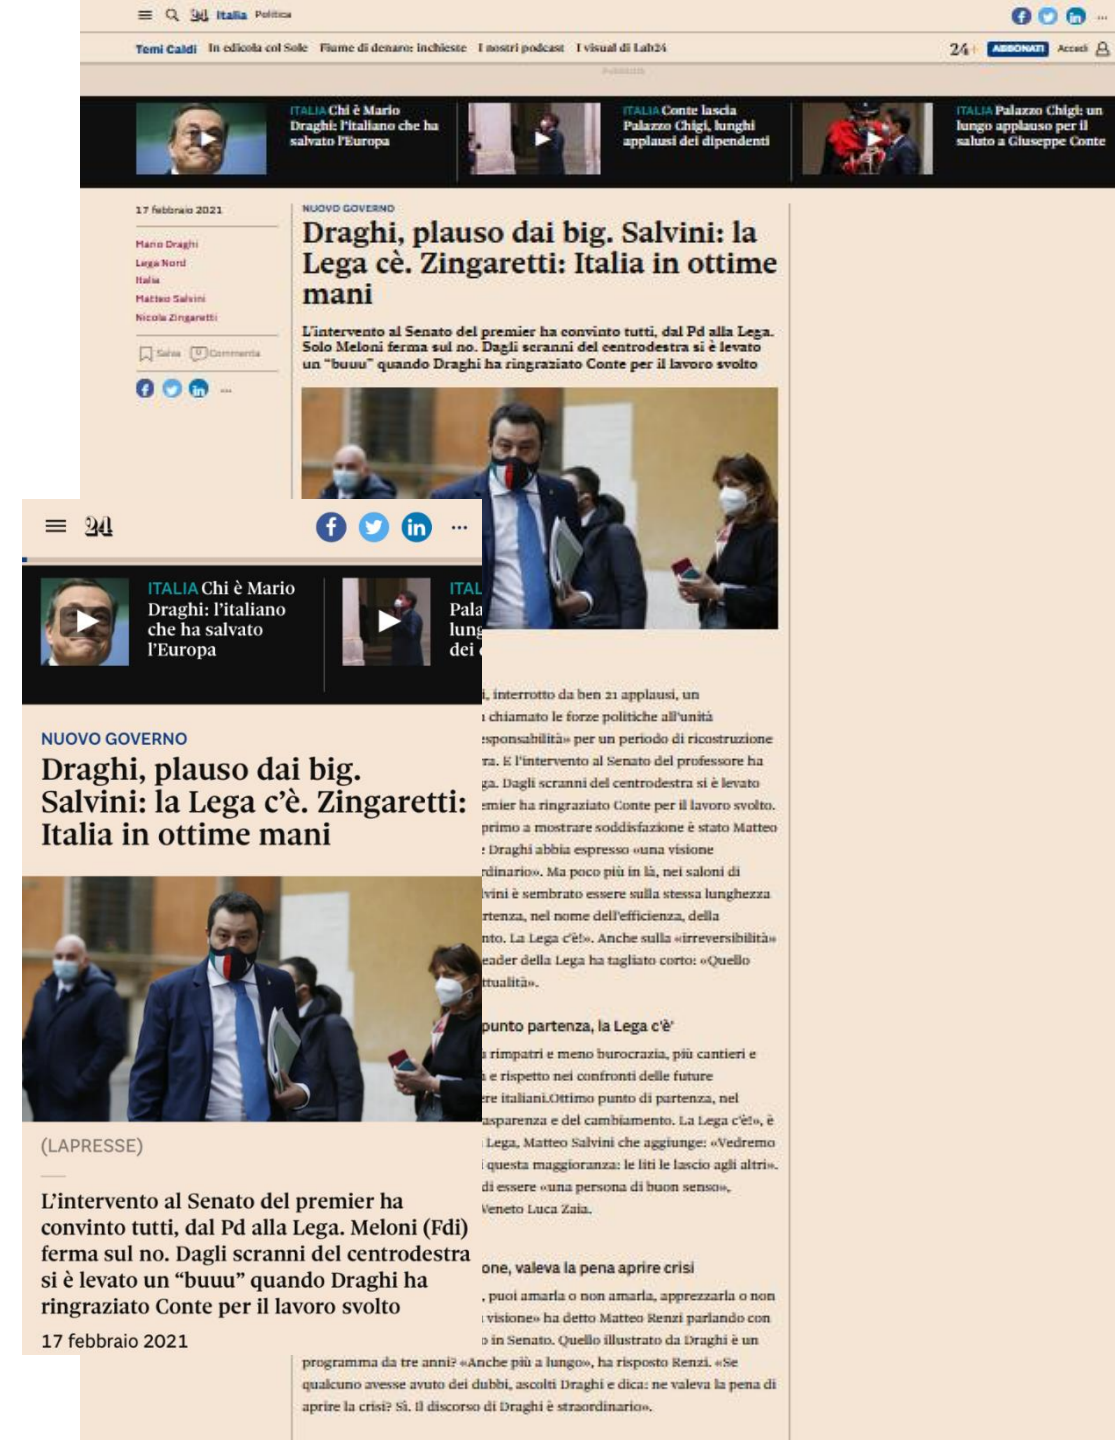 24 Italia Politica
Temi Caldi In edicola col Sole Fiume di denaro: inchieste I nostri podcast I visual di Lab24
24+ ABBONATI Accedi
Pubblicità
ITALIA Chi è Mario
Draghi: l'italiano che ha
salvato l'Europa
ITALIA Conte lascia
Palazzo Chigi, lunghi
applausi dei dipendenti
ITALIA Palazzo Chigi: un
lungo applauso per il
saluto a Giuseppe Conte
17 febbraio 2021
Mario Draghi
Lega Nord
Italia
Matteo Salvini
Nicola Zingaretti
Salva 0 Commenta
NUOVO GOVERNO
Draghi, plauso dai big. Salvini: la
Lega cè. Zingaretti: Italia in ottime
mani
L'intervento al Senato del premier ha convinto tutti, dal Pd alla Lega.
Solo Meloni ferma sul no. Dagli scranni del centrodestra si è levato
un “buuu” quando Draghi ha ringraziato Conte per il lavoro svolto
24
ITALIA Chi è Mario
Draghi: l'italiano
che ha salvato
l'Europa
ITAL
Pala
lung
dei
NUOVO GOVERNO
Draghi, plauso dai big.
Salvini: la Lega c’è. Zingaretti:
Italia in ottime mani
(LAPRESSE)
L’intervento al Senato del premier ha
convinto tutti, dal Pd alla Lega. Meloni (Fdi)
ferma sul no. Dagli scranni del centrodestra
si è levato un “buuu” quando Draghi ha
ringraziato Conte per il lavoro svolto
17 febbraio 2021
i, interrotto da ben 21 applausi, un
chiamato le forze politiche all'unità
esponsabilità» per un periodo di ricostruzione
ra. E l'intervento al Senato del professore ha
ga. Dagli scranni del centrodestra si è levato
emier ha ringraziato Conte per il lavoro svolto.
primo a mostrare soddisfazione è stato Matteo
Draghi abbia espresso «una visione
rdinario». Ma poco più in là, nei saloni di
lvini è sembrato essere sulla stessa lunghezza
rtenza, nel nome dell'efficienza, della
nto. La Lega c'è!». Anche sulla «irreversibilità»
eader della Lega ha tagliato corto: «Quello
ttualità».
punto partenza, la Lega c'è'
rimpatri e meno burocrazia, più cantieri e
e rispetto nei confronti delle future
ere italiani.Ottimo punto di partenza, nel
asparenza e del cambiamento. La Lega c'è!», è
Lega, Matteo Salvini che aggiunge: «Vedremo
i questa maggioranza: le liti le lascio agli altri».
di essere «una persona di buon senso»,
Veneto Luca Zaia.
one, valeva la pena aprire crisi
, puoi amarla o non amarla, apprezzarla o non
visione» ha detto Matteo Renzi parlando con
o in Senato. Quello illustrato da Draghi è un
programma da tre anni? «Anche più a lungo», ha risposto Renzi. «Se
qualcuno avesse avuto dei dubbi, ascolti Draghi e dica: ne valeva la pena di
aprire la crisi? Sì. Il discorso di Draghi è straordinario».